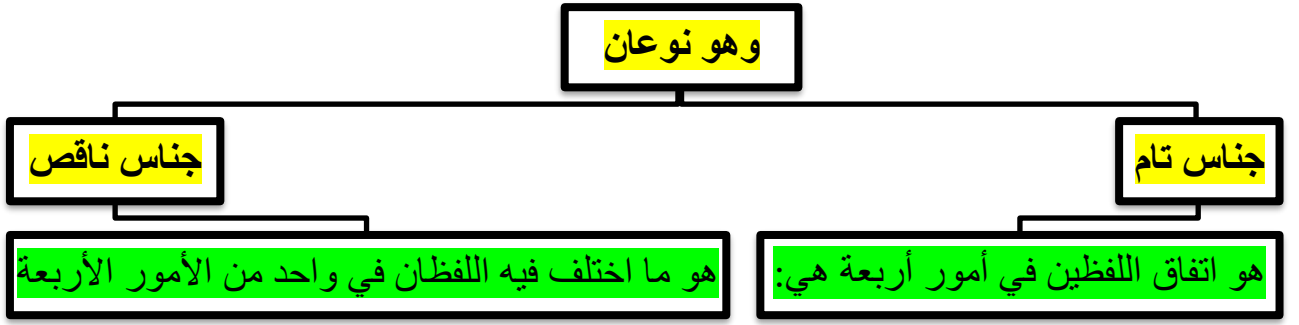 وهو نوعان
جناس تام
جناس ناقص
هو اتفاق اللفظين في أمور أربعة هي:
هو ما اختلف فيه اللفظان في واحد من الأمور الأربعة